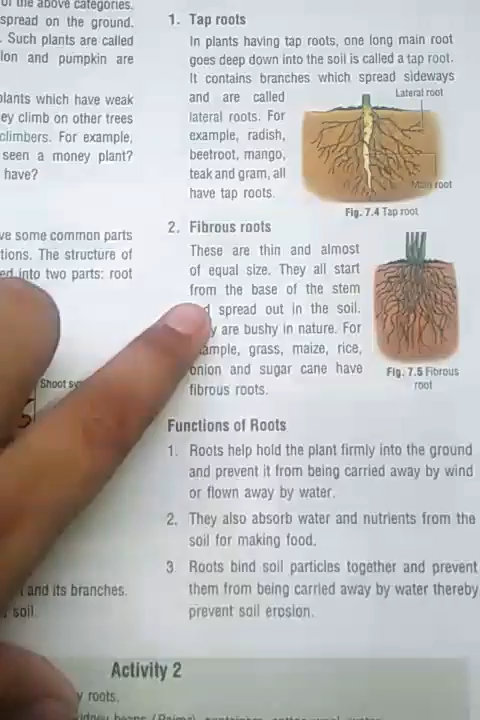 of the above categories.
spread on the ground.
Such plants are called
lon and pumpkin are
plants which have weak
ey climb on other trees
climbers. For example,
seen a money plant?
have?
ve some common parts
tions. The structure of
ed into two parts: root
Shoot sy
and its branches.
soil.
1. Tap roots
In plants having tap roots, one long main root
goes deep down into the soil is called a tap root.
It contains branches which spread sideways
and are called
lateral roots. For
example, radish,
beetroot, mango,
teak and gram, all
have tap roots.
Lateral root
Main root
Fig. 7.4 Tap root
2. Fibrous roots
These are thin and almost
of equal size. They all start
from the base of the stem
spread out in the soil.
y are bushy in nature. For
ample, grass, maize, rice,
onion and sugar cane have
fibrous roots.
Fig. 7.5 Fibrous
root
Functions of Roots
1. Roots help hold the plant firmly into the ground
and prevent it from being carried away by wind
or flown away by water.
2. They also absorb water and nutrients from the
soil for making food.
3. Roots bind soil particles together and prevent
them from being carried away by water thereby
prevent soil erosion.
Activity 2
y roots.